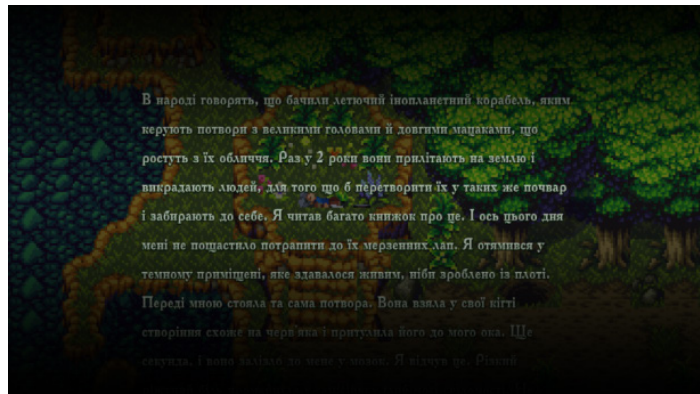 В народі говорять, що бачили летючий інопланетний корабель, яким
керують потвори з великими головами й довгими мацаками, що
ростуть з їх обличчя. Раз у 2 роки вони прилітають на землю і
викрадають людей, для того що б перетворити їх у таких же почвар
і забирають до себе. Я читав багато книжок про це. І ось цього дня
мені не пощастило потрапити до їх мерзенних лап. Я отямився у
темному приміщені, яке здавалося живим, ніби зроблено із плоті.
Переді мною стояла та сама потвора. Вона взяла у свої кігті
створіння схоже на черв'яка і притулила його до мого ока. Ще
секунда, і воно залізло до мене у мозок. Я відчув це. Різкий